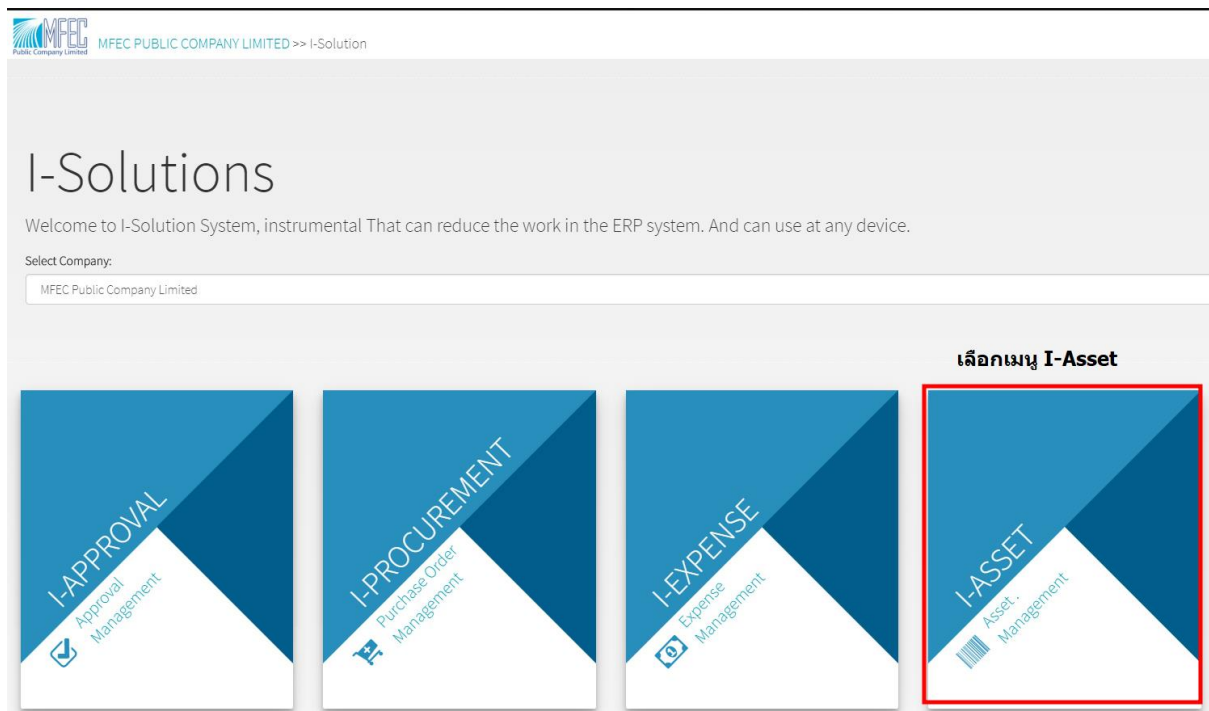 MFEC
Public Company Limited
MFEC PUBLIC COMPANY LIMITED >> I-Solution
I-Solutions
Welcome to I-Solution System, instrumental That can reduce the work in the ERP system. And can use at any device.
Select Company:
MFEC Public Company Limited
เลือกเมนู I-Asset
I-APPROVAL
Approval
Management
I-PROCUREMENT
Purchase Order
Management
I-EXPENSE
Expense
Management
I-ASSET
Asset .
Management